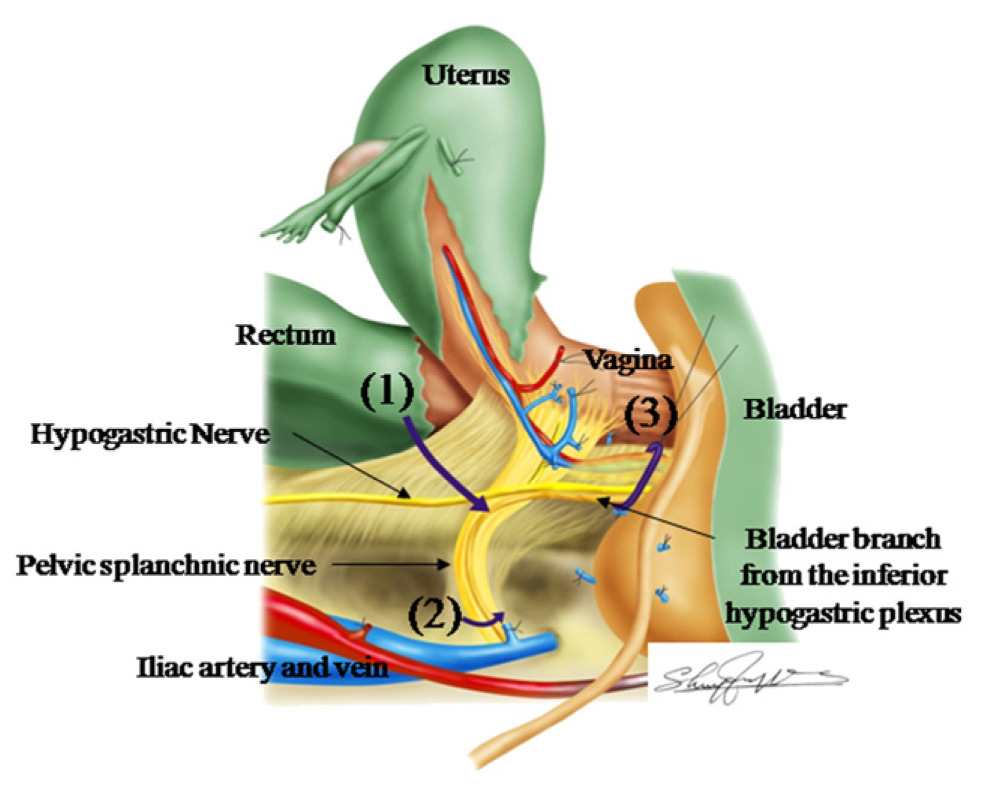 Uterus
Rectum
Vagina
(1)
(3)
Bladder
Hypogastric Nerve
Bladder branch
from the inferior
hypogastric plexus
Pelvic splanchnic nerve
(2)
Iliac artery and vein